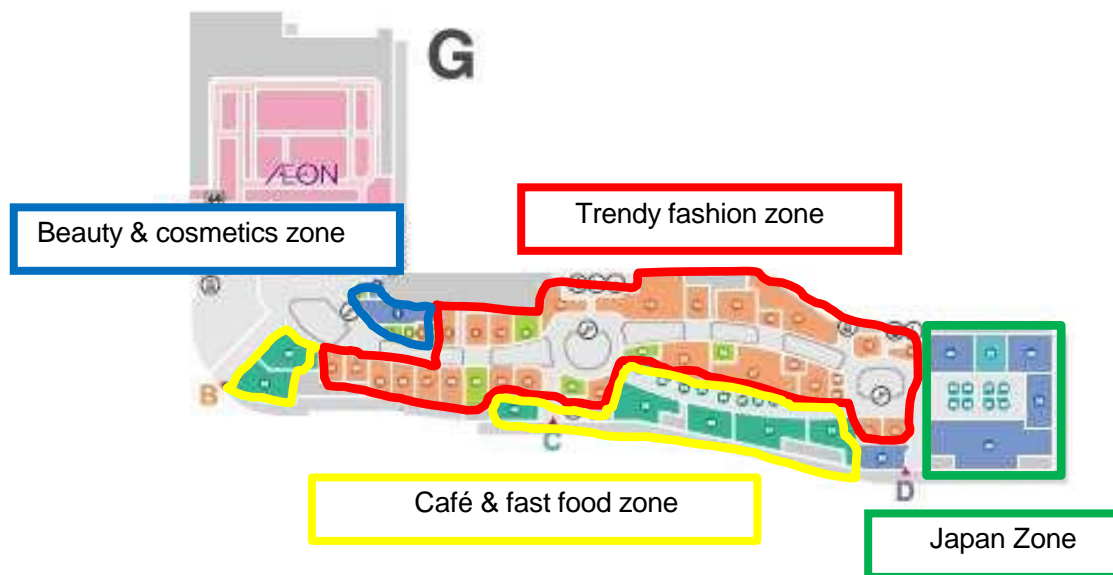 G
ÆON
Trendy fashion zone
Beauty & cosmetics zone
B
C
D
Café & fast food zone
Japan Zone